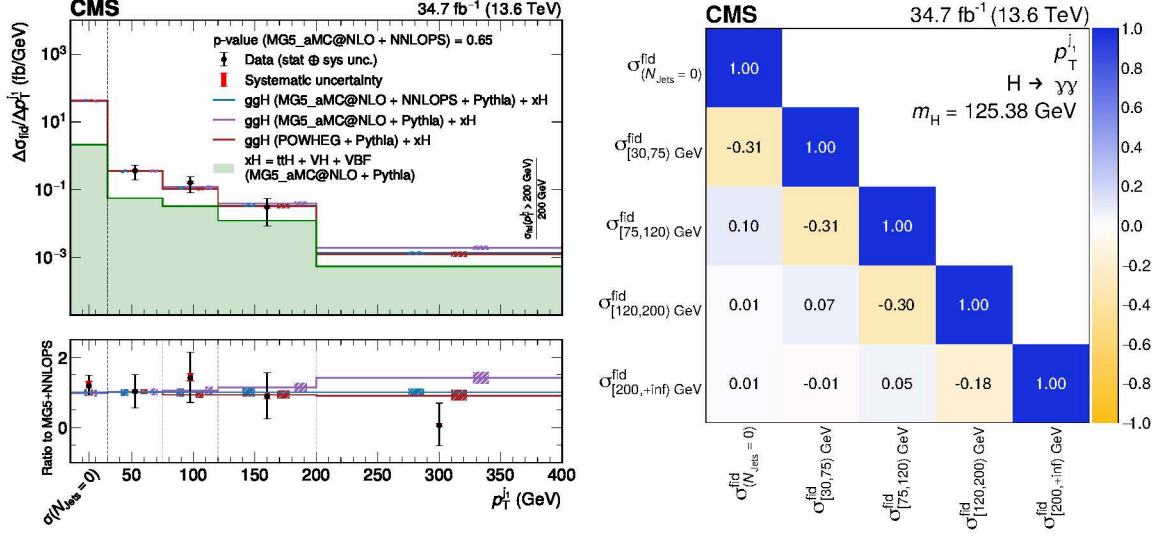 CMS 34.7 fb⁻¹ (13.6 TeV)
p-value (MG5_aMC@NLO + NNLOPS) = 0.65
Data (stat ⊕ sys unc.)
Systematic uncertainty
ggH (MG5_aMC@NLO + NNLOPS + Pythia) + xH
ggH (MG5_aMC@NLO + Pythia) + xH
ggH (POWHEG + Pythia) + xH
xH = ttH + VH + VBF
(MG5_aMC@NLO + Pythia)
Δσ_fid/Δp_T^{j_1} (fb/GeV)
10³
10¹
10⁻¹
10⁻³
σ_fid(p_T^{j_1} > 200 GeV)
200 GeV
Ratio to MG5+NNLOPS
2
0
σ(N_Jets = 0)
50 100 150 200 250 300 350 400
p_T^{j_1} (GeV)
CMS 34.7 fb⁻¹ (13.6 TeV)
p_T^{j_1}
H → γγ
m_H = 125.38 GeV
σ^fid_(N_Jets = 0) 1.00
σ^fid_[30,75) GeV -0.31 1.00
σ^fid_[75,120) GeV 0.10 -0.31 1.00
σ^fid_[120,200) GeV 0.01 0.07 -0.30 1.00
σ^fid_[200,+inf) GeV 0.01 -0.01 0.05 -0.18 1.00
σ^fid_(N_Jets = 0)
σ^fid_[30,75) GeV
σ^fid_[75,120) GeV
σ^fid_[120,200) GeV
σ^fid_[200,+inf) GeV
1.0
0.8
0.6
0.4
0.2
0.0
−0.2
−0.4
−0.6
−0.8
−1.0